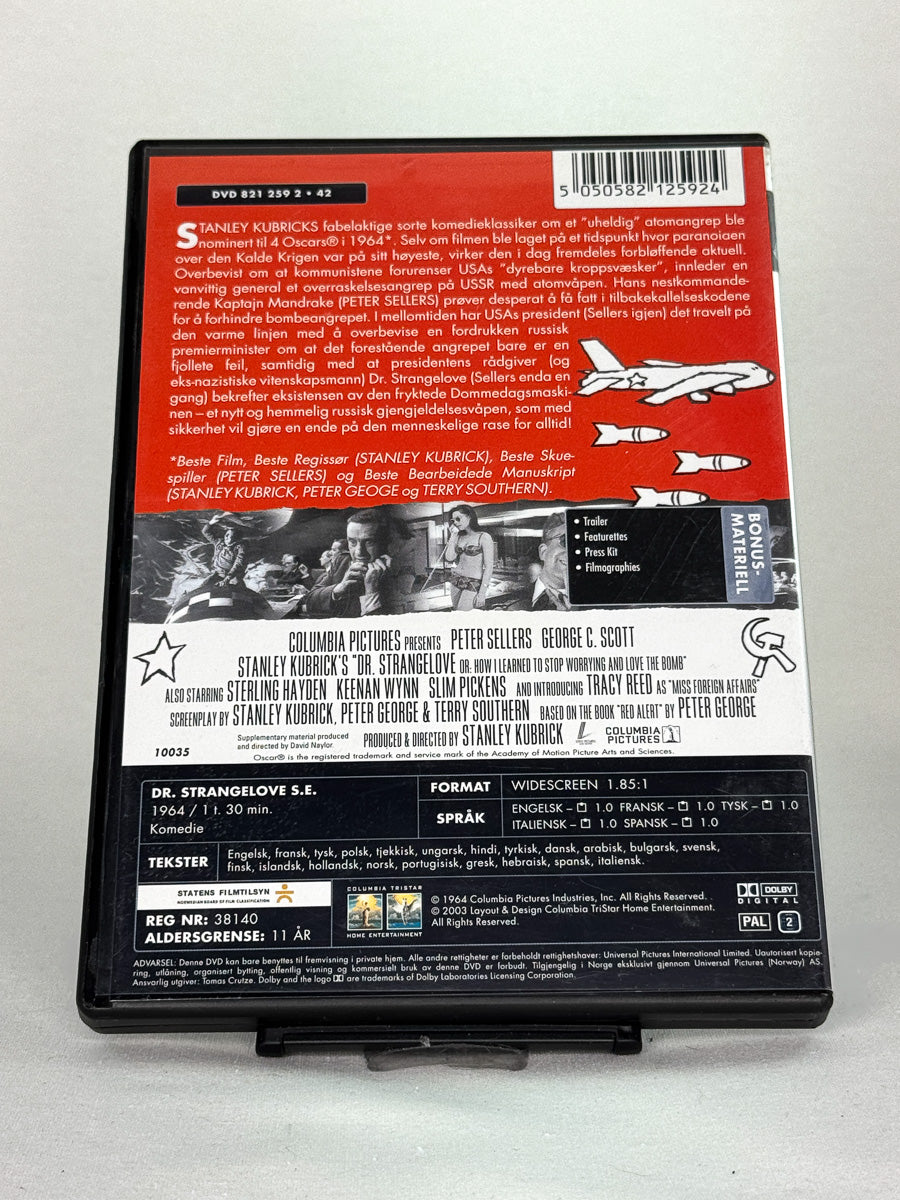 DVD 821 259 2 • 42
5 050582 125924
STANLEY KUBRICKS fabelaktige sorte komedieklassiker om et "uheldig" atomangrep ble
nominert til 4 Oscars® i 1964*. Selv om filmen ble laget på et tidspunkt hvor paranoiaen
over den Kalde Krigen var på sitt høyeste, virker den i dag fremdeles forbløffende aktuell.
Overbevist om at kommunistene forurenser USAs "dyrebare kroppsvæsker", innleder en
vanvittig general et overraskelsesangrep på USSR med atomvåpen. Hans nestkommande-
rende Kaptajn Mandrake (PETER SELLERS) prøver desperat å få fatt i tilbakekallelseskodene
for å forhindre bombeangrepet. I mellomtiden har USAs president (Sellers igjen) det travelt på
den varme linjen med å overbevise en fordrukken russisk
premierminister om at det forestående angrepet bare er en
fjollete feil, samtidig med at presidentens rådgiver (og
eks-nazistiske vitenskapsmann) Dr. Strangelove (Sellers enda en
gang) bekrefter eksistensen av den fryktede Dommedagsmaski-
nen – et nytt og hemmelig russisk gjengjeldelsesvåpen, som med
sikkerhet vil gjøre en ende på den menneskelige rase for alltid!
*Beste Film, Beste Regissør (STANLEY KUBRICK), Beste Skue-
spiller (PETER SELLERS) og Beste Bearbeidede Manuskript
(STANLEY KUBRICK, PETER GEOGE og TERRY SOUTHERN).
• Trailer
• Featurettes
• Press Kit
• Filmographies
BONUS-
MATERIELL
COLUMBIA PICTURES PRESENTS PETER SELLERS GEORGE C. SCOTT
STANLEY KUBRICK'S "DR. STRANGELOVE OR: HOW I LEARNED TO STOP WORRYING AND LOVE THE BOMB"
ALSO STARRING STERLING HAYDEN KEENAN WYNN SLIM PICKENS AND INTRODUCING TRACY REED AS "MISS FOREIGN AFFAIRS"
SCREENPLAY BY STANLEY KUBRICK, PETER GEORGE & TERRY SOUTHERN BASED ON THE BOOK "RED ALERT" BY PETER GEORGE
Supplementary material produced
and directed by David Naylor.
PRODUCED & DIRECTED BY STANLEY KUBRICK
COLUMBIA
PICTURES
10035
Oscar® is the registered trademark and service mark of the Academy of Motion Picture Arts and Sciences.
DR. STRANGELOVE S.E.
1964 / 1 t. 30 min.
Komedie
FORMAT WIDESCREEN 1.85:1
SPRÅK
ENGELSK – 1.0 FRANSK – 1.0 TYSK – 1.0
ITALIENSK – 1.0 SPANSK – 1.0
TEKSTER
Engelsk, fransk, tysk, polsk, tjekkisk, ungarsk, hindi, tyrkisk, dansk, arabisk, bulgarsk, svensk,
finsk, islandsk, hollandsk, norsk, portugisisk, gresk, hebraisk, spansk, italiensk.
STATENS FILMTILSYN
NORWEGIAN BOARD OF FILM CLASSIFICATION
REG NR: 38140
ALDERSGRENSE: 11 ÅR
COLUMBIA TRISTAR
HOME ENTERTAINMENT
© 1964 Columbia Pictures Industries, Inc. All Rights Reserved.
© 2003 Layout & Design Columbia TriStar Home Entertainment.
All Rights Reserved.
DOLBY
DIGITAL
PAL 2
ADVARSEL: Denne DVD kan bare benyttes til fremvisning i private hjem. Alle andre rettigheter er forbeholdt rettighetshaver: Universal Pictures International Limited. Uautorisert kopie-
ring, utlåning, organisert bytting, offentlig visning og kommersielt bruk av denne DVD er forbudt. Tilgjengelig i Norge eksklusivt gjennom Universal Pictures (Norway) AS.
Ansvarlig utgiver: Tomas Crutze. Dolby and the logo are trademarks of Dolby Laboratories Licensing Corporation.